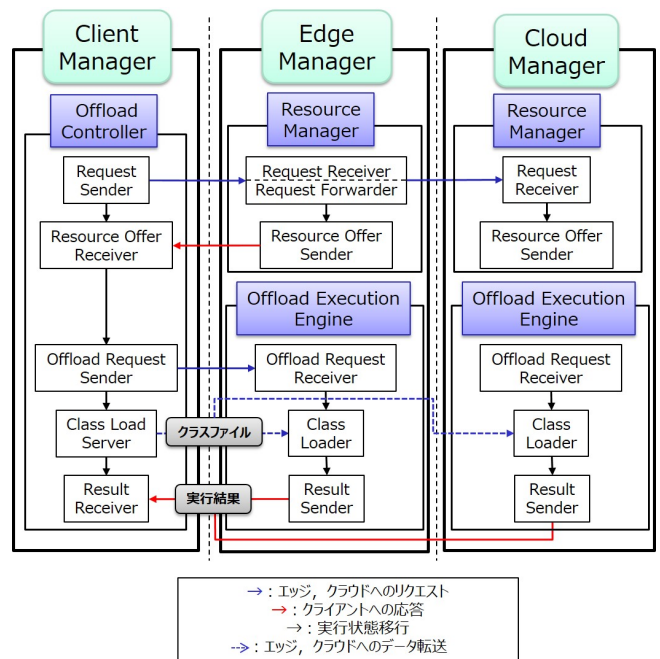 Client
Manager
Edge
Manager
Cloud
Manager
Offload
Controller
Resource
Manager
Resource
Manager
Request
Sender
Request Receiver
Request Forwarder
Request
Receiver
Resource Offer
Receiver
Resource Offer
Sender
Resource Offer
Sender
Offload Execution
Engine
Offload Execution
Engine
Offload Request
Sender
Offload Request
Receiver
Offload Request
Receiver
Class Load
Server
クラスファイル
Class
Loader
Class
Loader
Result
Receiver
実行結果
Result
Sender
Result
Sender
→ : エッジ, クラウドへのリクエスト
→ : クライアントへの応答
→ : 実行状態移行
--> : エッジ, クラウドへのデータ転送